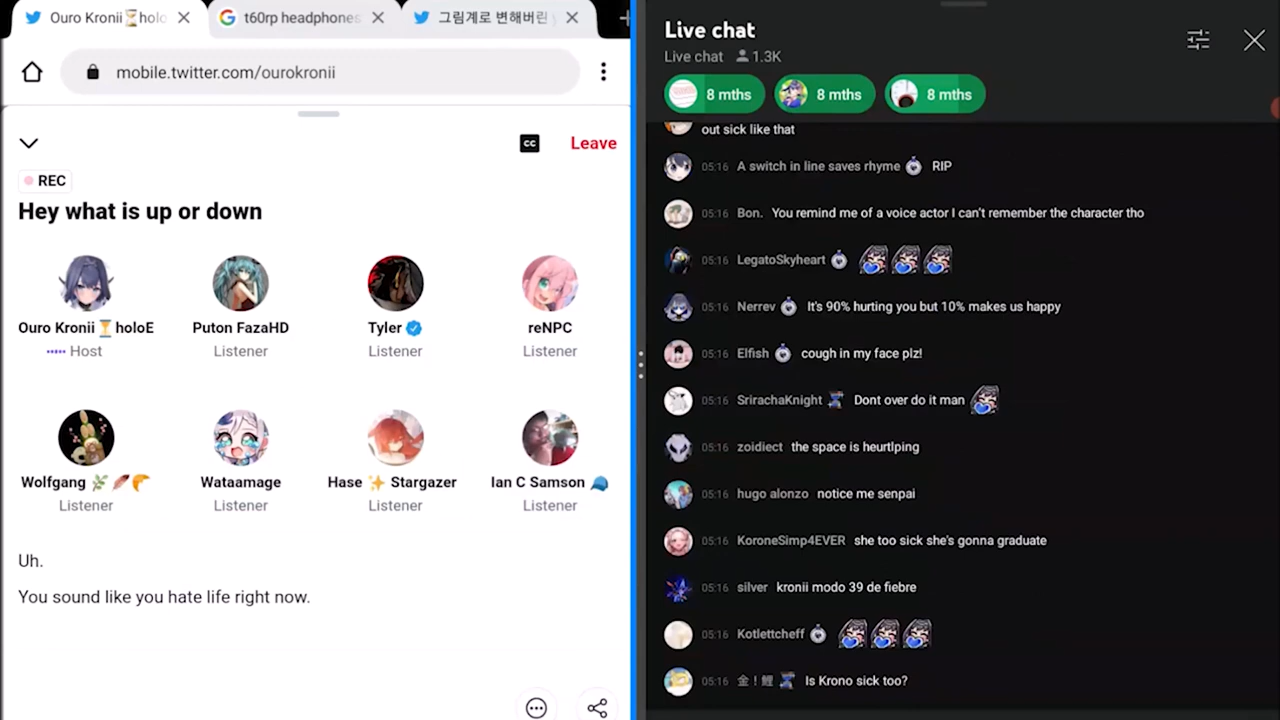 Ouro Kronii⏳holo
t60rp headphones
그림계로 변해버린
mobile.twitter.com/ourokronii
CC
Leave
REC
Hey what is up or down
Ouro Kronii⏳holoE
Host
Puton FazaHD
Listener
Tyler
Listener
reNPC
Listener
Wolfgang 🌿🪶🥐
Listener
Wataamage
Listener
Hase ✨ Stargazer
Listener
Ian C Samson 🧢
Listener
Uh.
You sound like you hate life right now.
Live chat
Live chat 1.3K
8 mths
8 mths
8 mths
out sick like that
05:16 A switch in line saves rhyme RIP
05:16 Bon. You remind me of a voice actor I can't remember the character tho
05:16 LegatoSkyheart
05:16 Nerrev It's 90% hurting you but 10% makes us happy
05:16 Elfish cough in my face plz!
05:16 SrirachaKnight Dont over do it man
05:16 zoidiect the space is heurtlping
05:16 hugo alonzo notice me senpai
05:16 KoroneSimp4EVER she too sick she's gonna graduate
05:16 silver kronii modo 39 de fiebre
05:16 Kotlettcheff
05:16 金！鯉 Is Krono sick too?